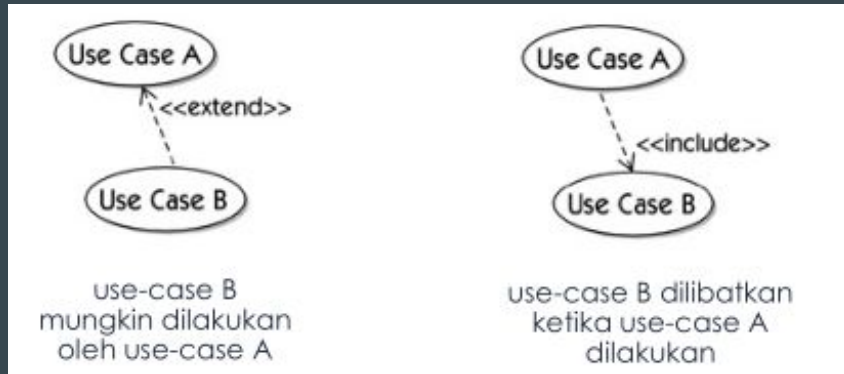 Use Case A
<<extend>>
Use Case B
use-case B
mungkin dilakukan
oleh use-case A
Use Case A
<<include>>
Use Case B
use-case B dilibatkan
ketika use-case A
dilakukan